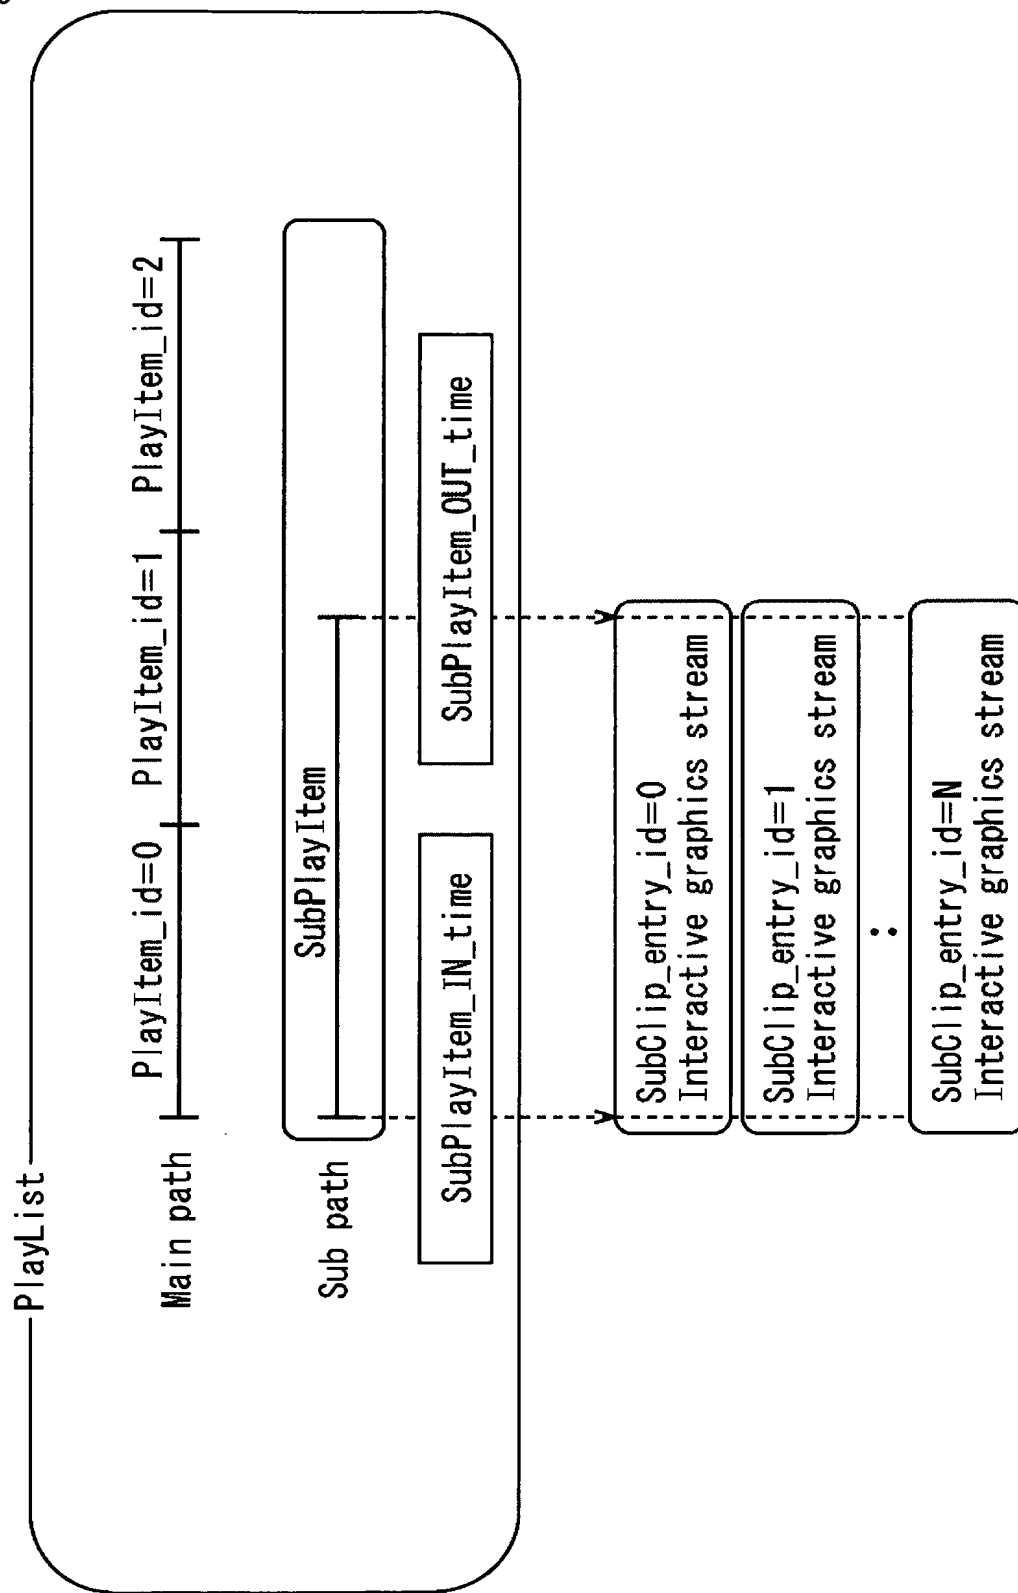 PlayList
Main path
PlayItem_id=0
PlayItem_id=1
PlayItem_id=2
Sub path
SubPlayItem
SubPlayItem_IN_time
SubPlayItem_OUT_time
SubClip_entry_id=0
Interactive graphics stream
SubClip_entry_id=1
Interactive graphics stream
SubClip_entry_id=N
Interactive graphics stream